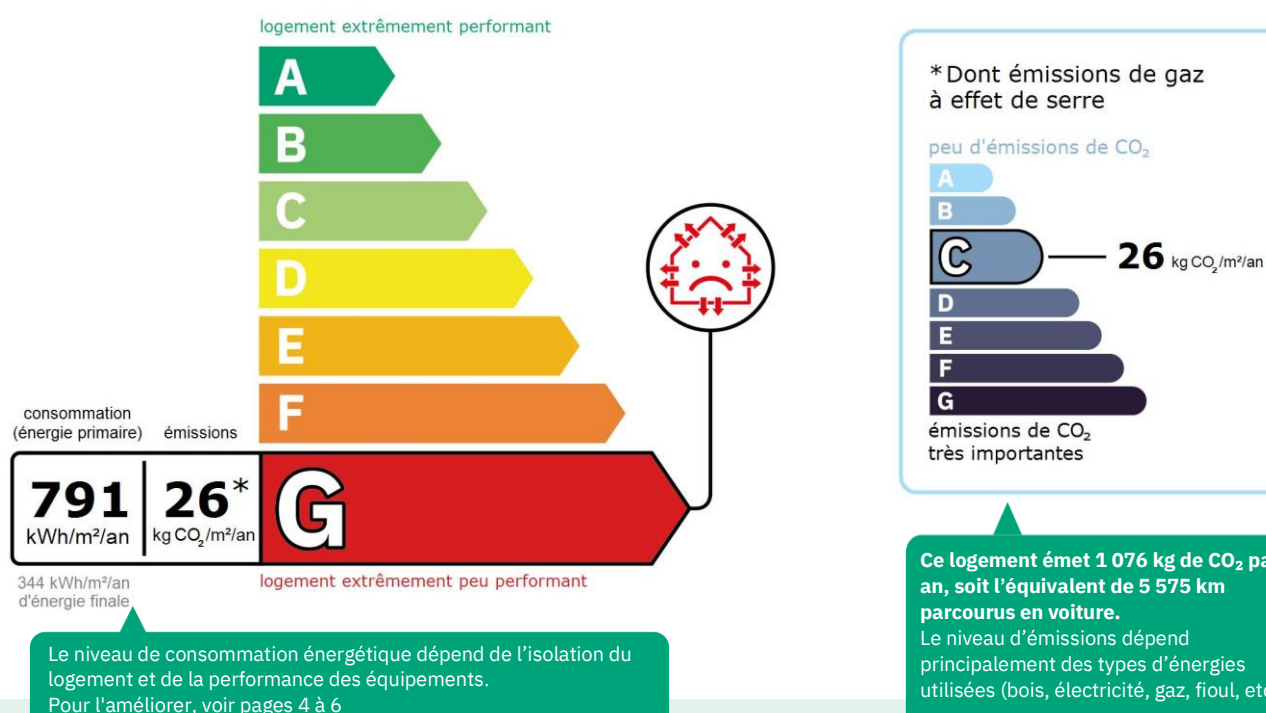 logement extrêmement performant
A
B
C
D
E
F
consommation
(énergie primaire)
émissions
791
kWh/m²/an
26*
kg CO₂/m²/an
G
344 kWh/m²/an
d'énergie finale
logement extrêmement peu performant
Le niveau de consommation énergétique dépend de l'isolation du
logement et de la performance des équipements.
Pour l'améliorer, voir pages 4 à 6
*Dont émissions de gaz
à effet de serre
peu d'émissions de CO₂
A
B
C
26 kg CO₂/m²/an
D
E
F
G
émissions de CO₂
très importantes
Ce logement émet 1 076 kg de CO₂ pa
an, soit l'équivalent de 5 575 km
parcourus en voiture.
Le niveau d'émissions dépend
principalement des types d'énergies
utilisées (bois, électricité, gaz, fioul, et